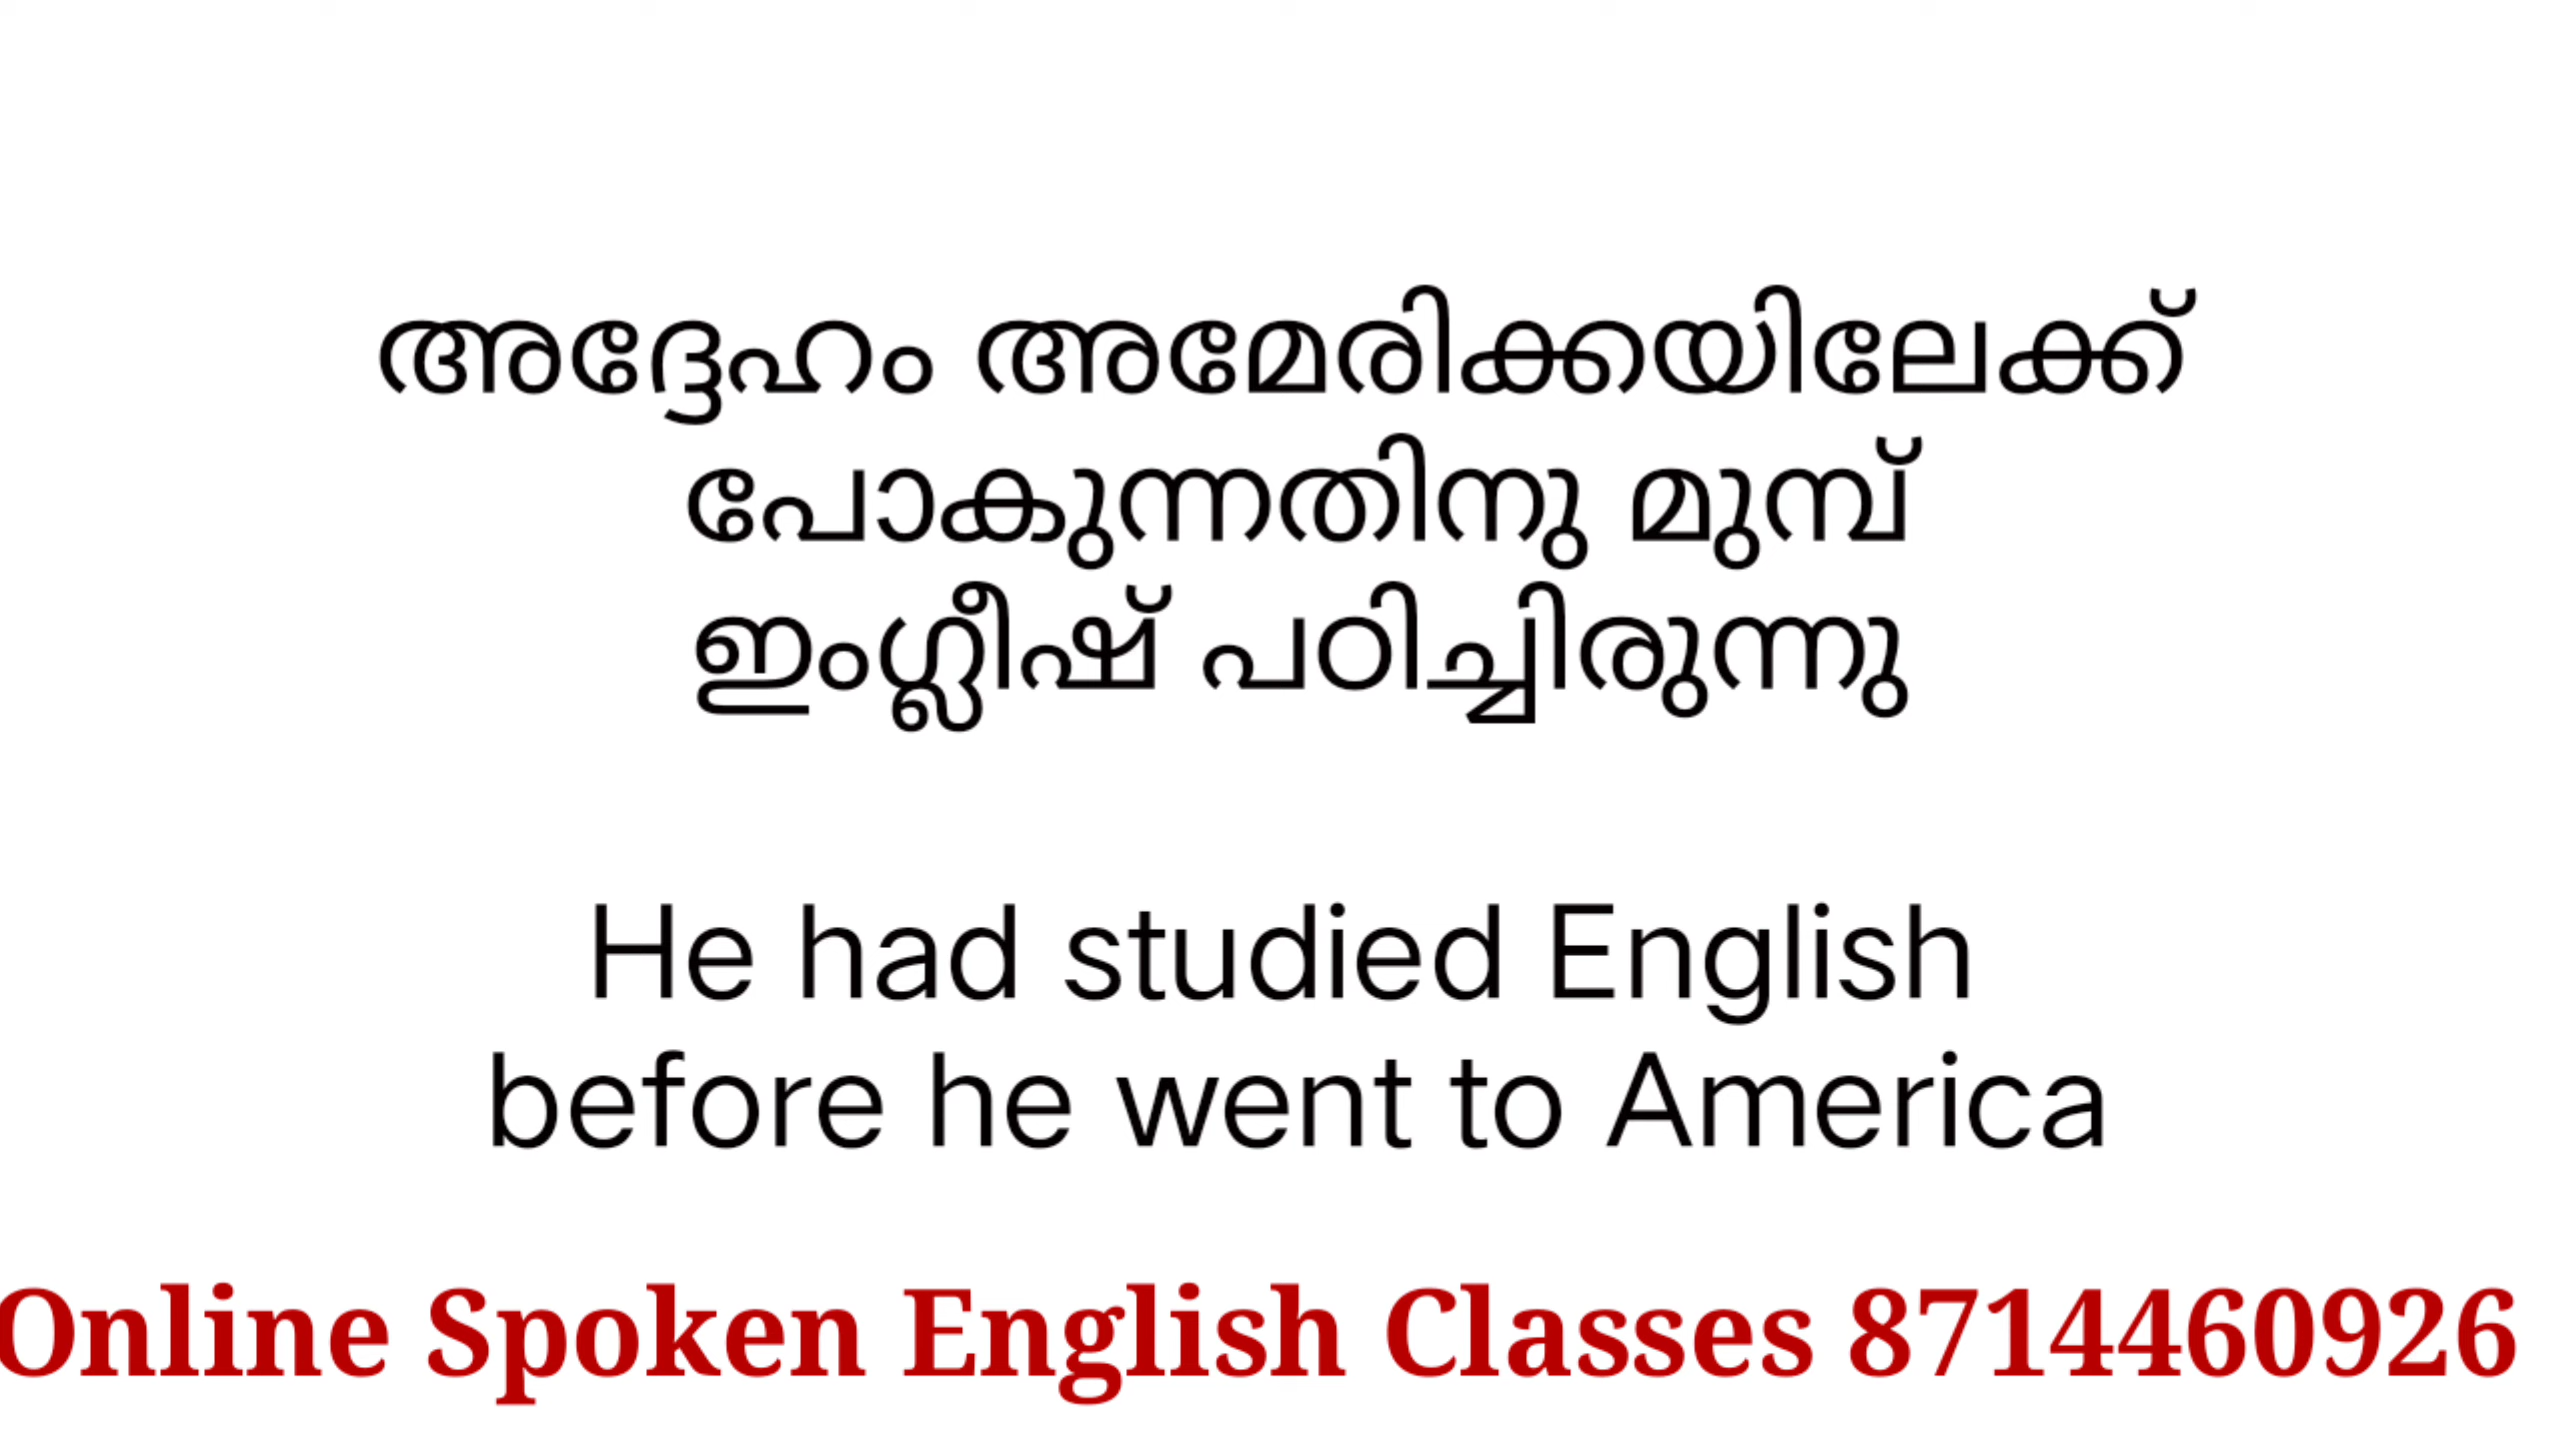 അദ്ദേഹം അമേരിക്കയിലേക്ക്
പോകുന്നതിനു മുമ്പ്
ഇംഗ്ലീഷ് പഠിച്ചിരുന്നു
He had studied English
before he went to America
Online Spoken English Classes 8714460926